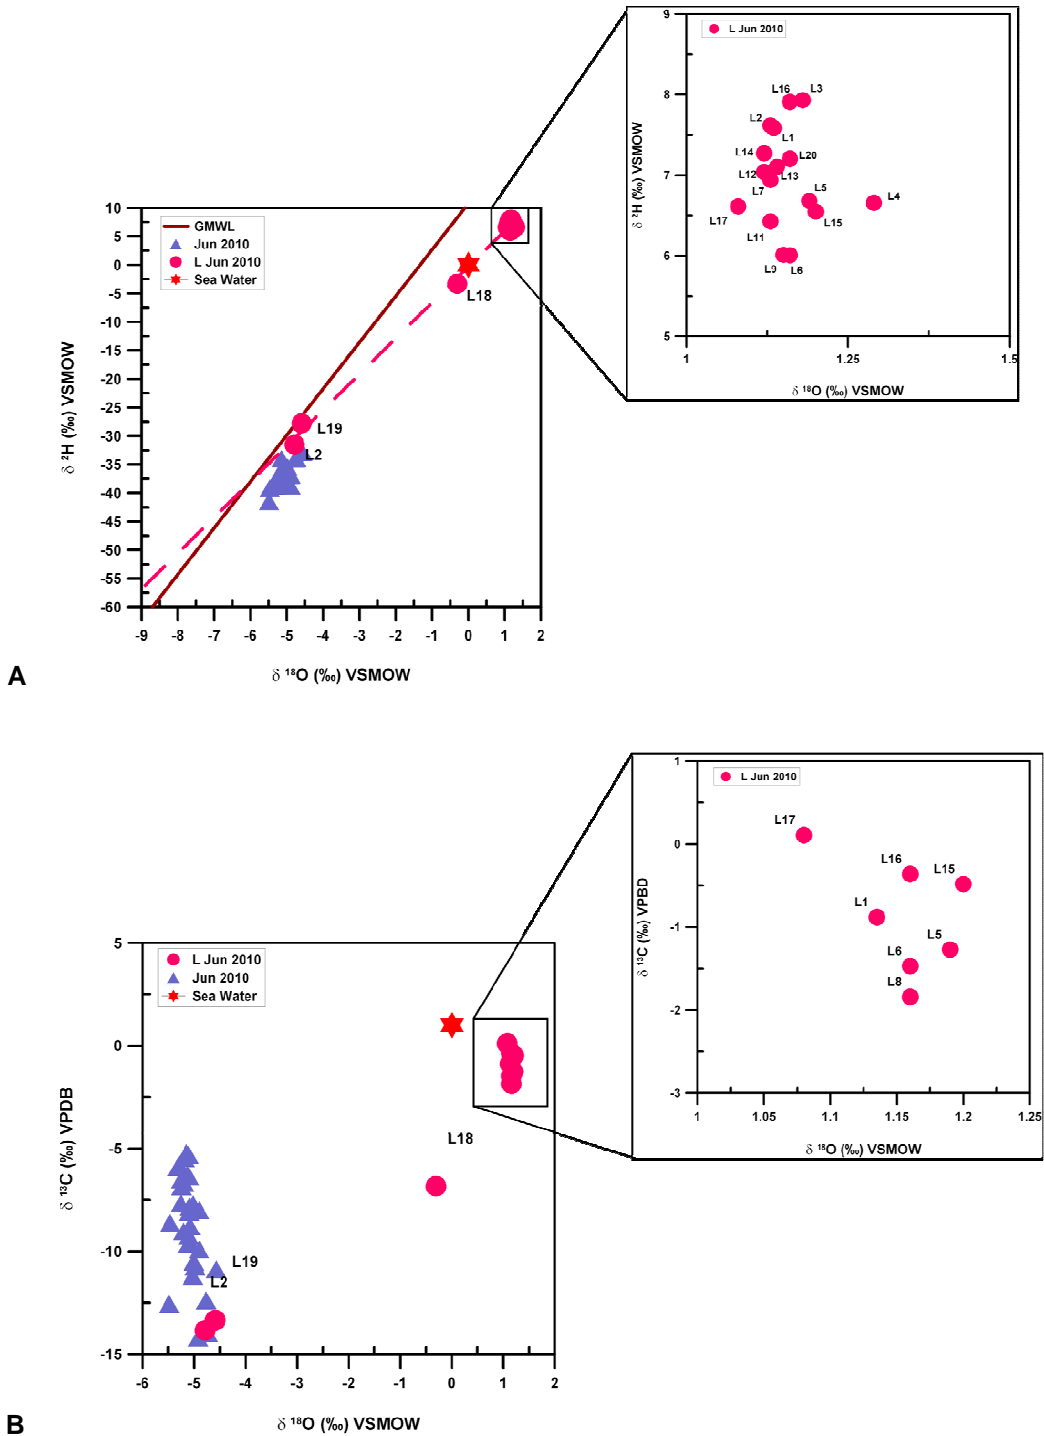 9
L Jun 2010
L16
L3
8
L2
L1
L14
L20
L12
L13
7
L7
L5
L4
L17
L15
L11
6
L9
L6
5
1
1.25
1.5
δ ²H (‰) VSMOW
δ ¹⁸O (‰) VSMOW
10
GMWL
5
Jun 2010
0
L Jun 2010
Sea Water
-5
L18
-10
-15
-20
-25
L19
-30
L2
-35
-40
-45
-50
-55
-60
-9 -8 -7 -6 -5 -4 -3 -2 -1 0 1 2
δ ²H (‰) VSMOW
δ ¹⁸O (‰) VSMOW
A
1
L Jun 2010
L17
0
L16
L15
L1
-1
L5
L6
L8
-2
-3
1 1.05 1.1 1.15 1.2 1.25
δ ¹³C (‰) VPBD
δ ¹⁸O (‰) VSMOW
5
L Jun 2010
Jun 2010
Sea Water
0
L18
-5
-10
L19
L2
-15
-6 -5 -4 -3 -2 -1 0 1 2
δ ¹³C (‰) VPDB
δ ¹⁸O (‰) VSMOW
B